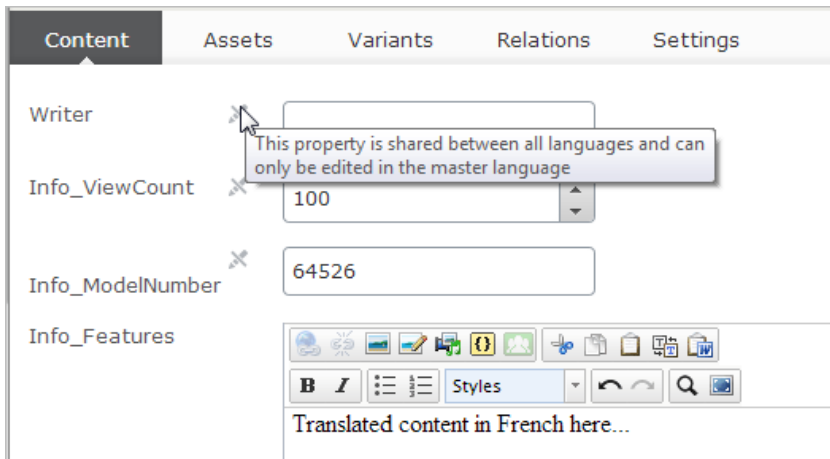 Content Assets Variants Relations Settings
Writer
This property is shared between all languages and can
only be edited in the master language
Info_ViewCount
100
Info_ModelNumber
64526
Info_Features
B I Styles
Translated content in French here...